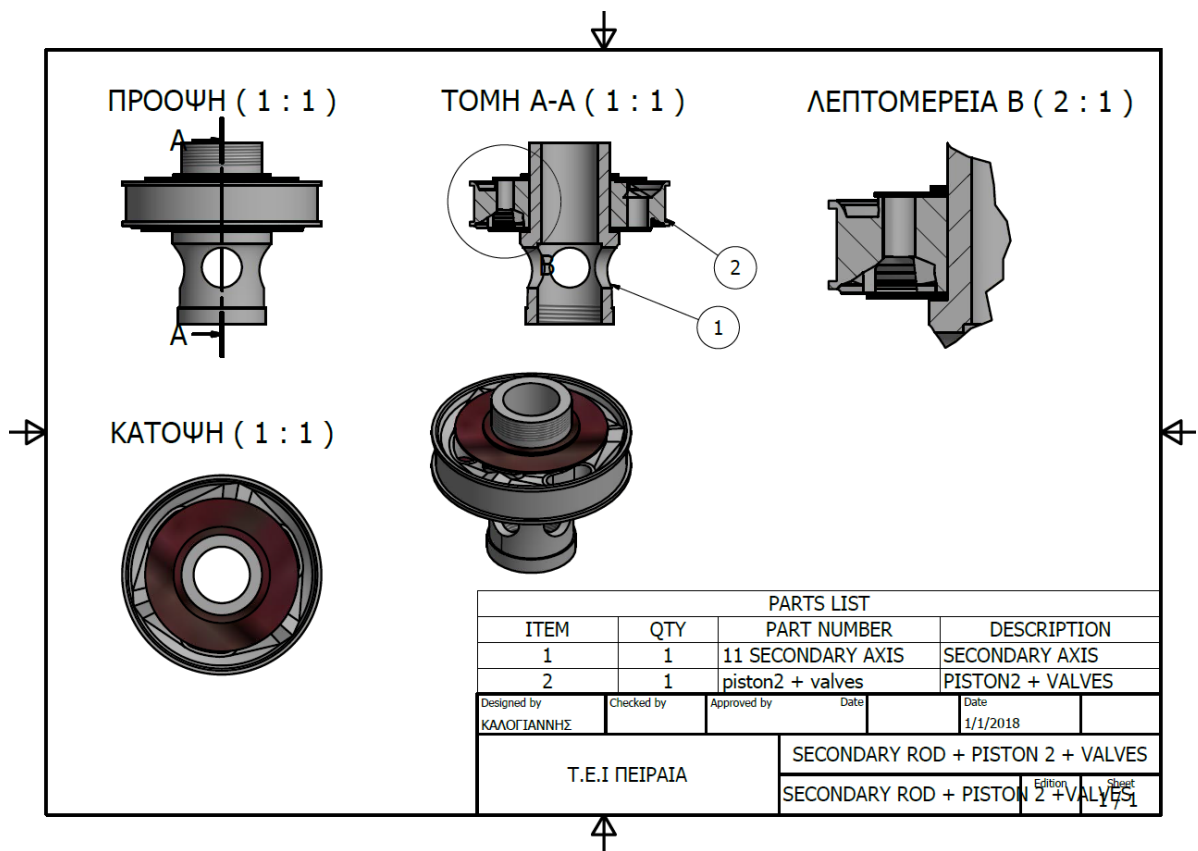 ΠΡΟΟΨΗ ( 1 : 1 )
ΤΟΜΗ A-A ( 1 : 1 )
ΛΕΠΤΟΜΕΡΕΙΑ B ( 2 : 1 )
A
A
B
2
1
ΚΑΤΟΨΗ ( 1 : 1 )
PARTS LIST
ITEM QTY PART NUMBER DESCRIPTION
1 1 11 SECONDARY AXIS SECONDARY AXIS
2 1 piston2 + valves PISTON2 + VALVES
Designed by Checked by Approved by Date Date
ΚΑΛΟΓΙΑΝΝΗΣ 1/1/2018
Τ.Ε.Ι ΠΕΙΡΑΙΑ
SECONDARY ROD + PISTON 2 + VALVES
SECONDARY ROD + PISTON 2 +VALVES
Edition Sheet
1 / 1